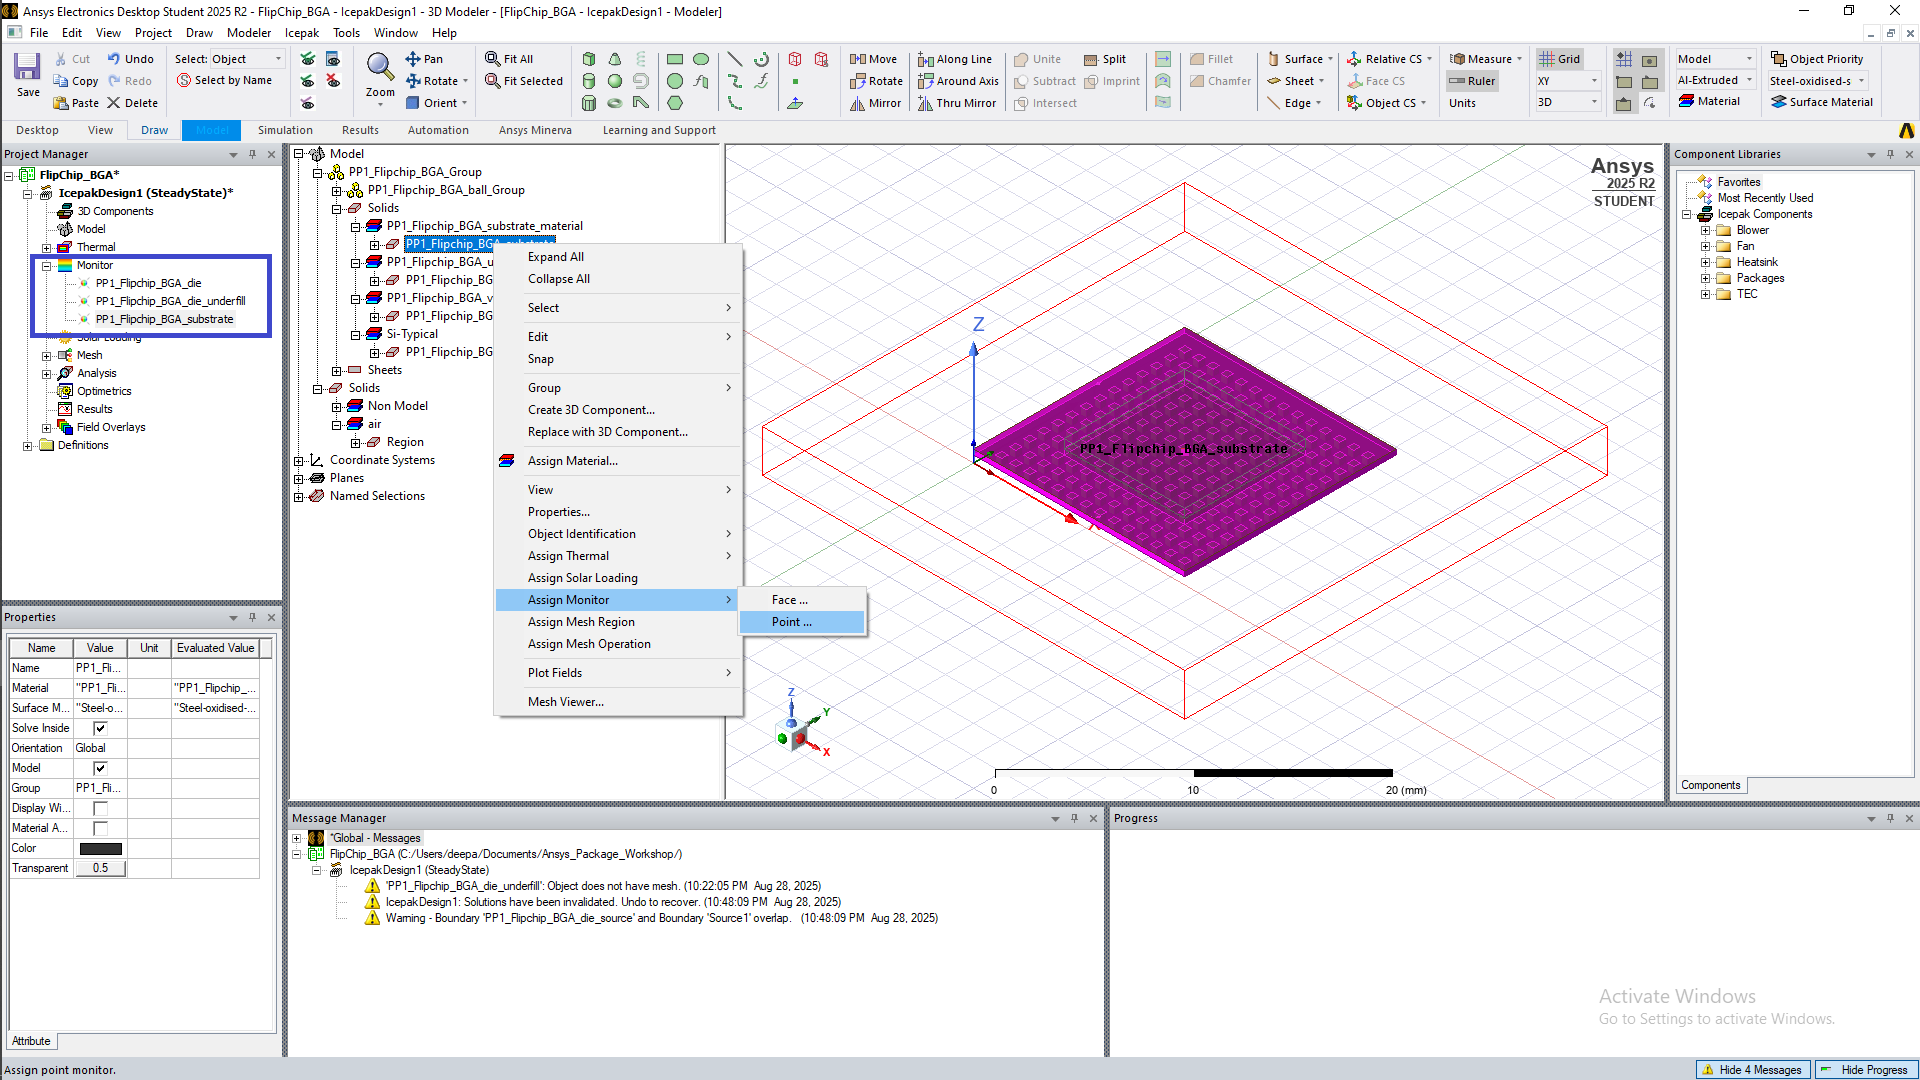 Ansys Electronics Desktop Student 2025 R2 - FlipChip_BGA - IcepakDesign1 - 3D Modeler - [FlipChip_BGA - IcepakDesign1 - Modeler]
File Edit View Project Draw Modeler Icepak Tools Window Help
Save
Cut
Copy
Paste
Undo
Redo
Delete
Select: Object
Select by Name
Zoom
Pan
Rotate
Orient
Fit All
Fit Selected
Move
Rotate
Mirror
Along Line
Around Axis
Thru Mirror
Unite
Subtract
Intersect
Split
Imprint
Fillet
Chamfer
Surface
Sheet
Edge
Relative CS
Face CS
Object CS
Measure
Ruler
Units
Grid
XY
3D
Model
AI-Extruded
Material
Object Priority
Steel-oxidised-s
Surface Material
Desktop View Draw Model Simulation Results Automation Ansys Minerva Learning and Support
Project Manager
FlipChip_BGA*
IcepakDesign1 (SteadyState)*
3D Components
Model
Thermal
Monitor
PP1_Flipchip_BGA_die
PP1_Flipchip_BGA_die_underfill
PP1_Flipchip_BGA_substrate
Solar Loading
Mesh
Analysis
Optimetrics
Results
Field Overlays
Definitions
Properties
Name Value Unit Evaluated Value
Name PP1_Fli...
Material "PP1_Fli... "PP1_Flipchip_...
Surface M... "Steel-o... "Steel-oxidised-...
Solve Inside
Orientation Global
Model
Group PP1_Fli...
Display Wi...
Material A...
Color
Transparent 0.5
Attribute
Model
PP1_Flipchip_BGA_Group
PP1_Flipchip_BGA_ball_Group
Solids
PP1_Flipchip_BGA_substrate_material
PP1_Flipchip_BGA_substrate
PP1_Flipchip_BGA_u
PP1_Flipchip_BG
PP1_Flipchip_BGA_v
PP1_Flipchip_BG
Si-Typical
PP1_Flipchip_BG
Sheets
Solids
Non Model
air
Region
Coordinate Systems
Planes
Named Selections
Expand All
Collapse All
Select
Edit
Snap
Group
Create 3D Component...
Replace with 3D Component...
Assign Material...
View
Properties...
Object Identification
Assign Thermal
Assign Solar Loading
Assign Monitor
Assign Mesh Region
Assign Mesh Operation
Plot Fields
Mesh Viewer...
Face ...
Point ...
Ansys
2025 R2
STUDENT
Z
PP1_Flipchip_BGA_substrate
X
Z
Y
X
0 10 20 (mm)
Component Libraries
Favorites
Most Recently Used
Icepak Components
Blower
Fan
Heatsink
Packages
TEC
Components
Message Manager
*Global - Messages
FlipChip_BGA (C:/Users/deepa/Documents/Ansys_Package_Workshop/)
IcepakDesign1 (SteadyState)
'PP1_Flipchip_BGA_die_underfill': Object does not have mesh. (10:22:05 PM Aug 28, 2025)
IcepakDesign1: Solutions have been invalidated. Undo to recover. (10:48:09 PM Aug 28, 2025)
Warning - Boundary 'PP1_Flipchip_BGA_die_source' and Boundary 'Source1' overlap. (10:48:09 PM Aug 28, 2025)
Progress
Activate Windows
Go to Settings to activate Windows.
Assign point monitor.
Hide 4 Messages
Hide Progress